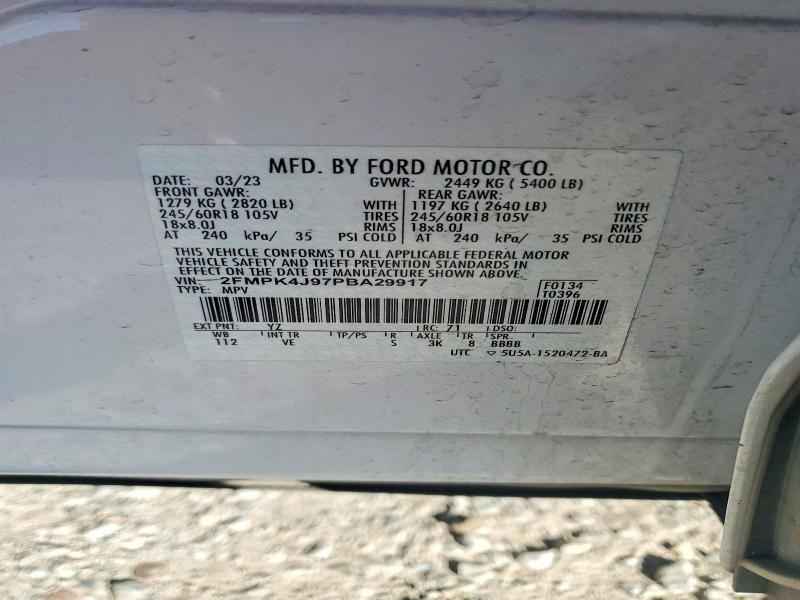 MFD. BY FORD MOTOR CO.
DATE: 03/23 GVWR: 2449 KG ( 5400 LB)
FRONT GAWR: REAR GAWR:
1279 KG ( 2820 LB) WITH 1197 KG ( 2640 LB) WITH
245/60R18 105V TIRES 245/60R18 105V TIRES
18x8.0J RIMS 18x8.0J RIMS
AT 240 kPa/ 35 PSI COLD AT 240 kPa/ 35 PSI COLD
THIS VEHICLE CONFORMS TO ALL APPLICABLE FEDERAL MOTOR
VEHICLE SAFETY AND THEFT PREVENTION STANDARDS IN
EFFECT ON THE DATE OF MANUFACTURE SHOWN ABOVE.
VIN: 2FMPK4J97PBA29917 F0134
TYPE: MPV T0396
EXT PNT: YZ RC: 71 DSO:
WB INT TR TP/PS R AXLE TR SPR
112 VE S 3K 8 BBBB
UTC ▽ 5U5A-1520472-BA